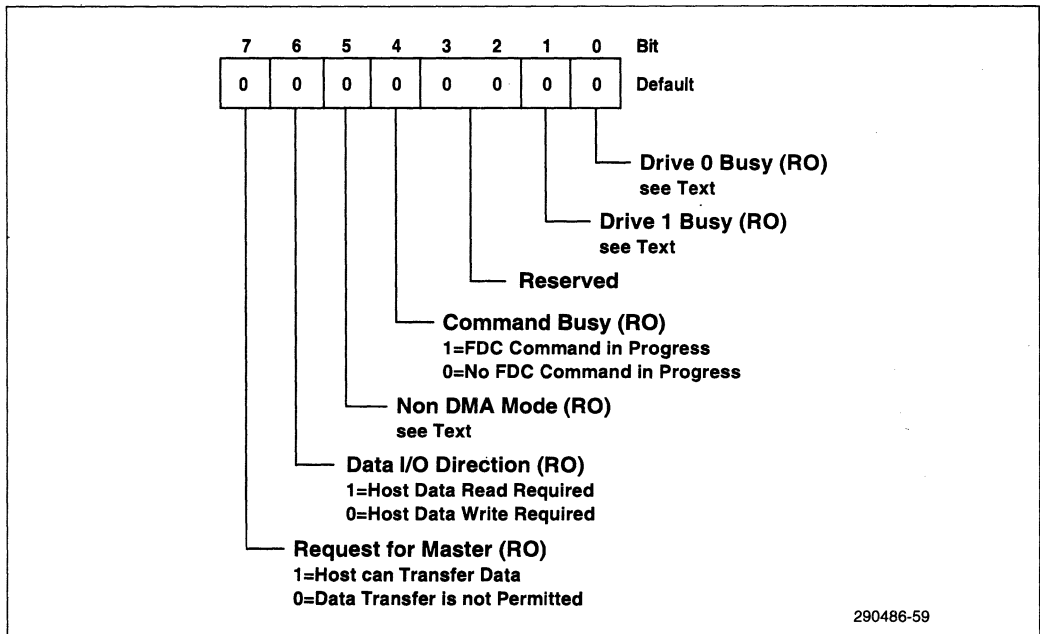 7 6 5 4 3 2 1 0 Bit
0 0 0 0 0 0 0 0 Default
Drive 0 Busy (RO)
see Text
Drive 1 Busy (RO)
see Text
Reserved
Command Busy (RO)
1=FDC Command in Progress
0=No FDC Command in Progress
Non DMA Mode (RO)
see Text
Data I/O Direction (RO)
1=Host Data Read Required
0=Host Data Write Required
Request for Master (RO)
1=Host can Transfer Data
0=Data Transfer is not Permitted
290486-59